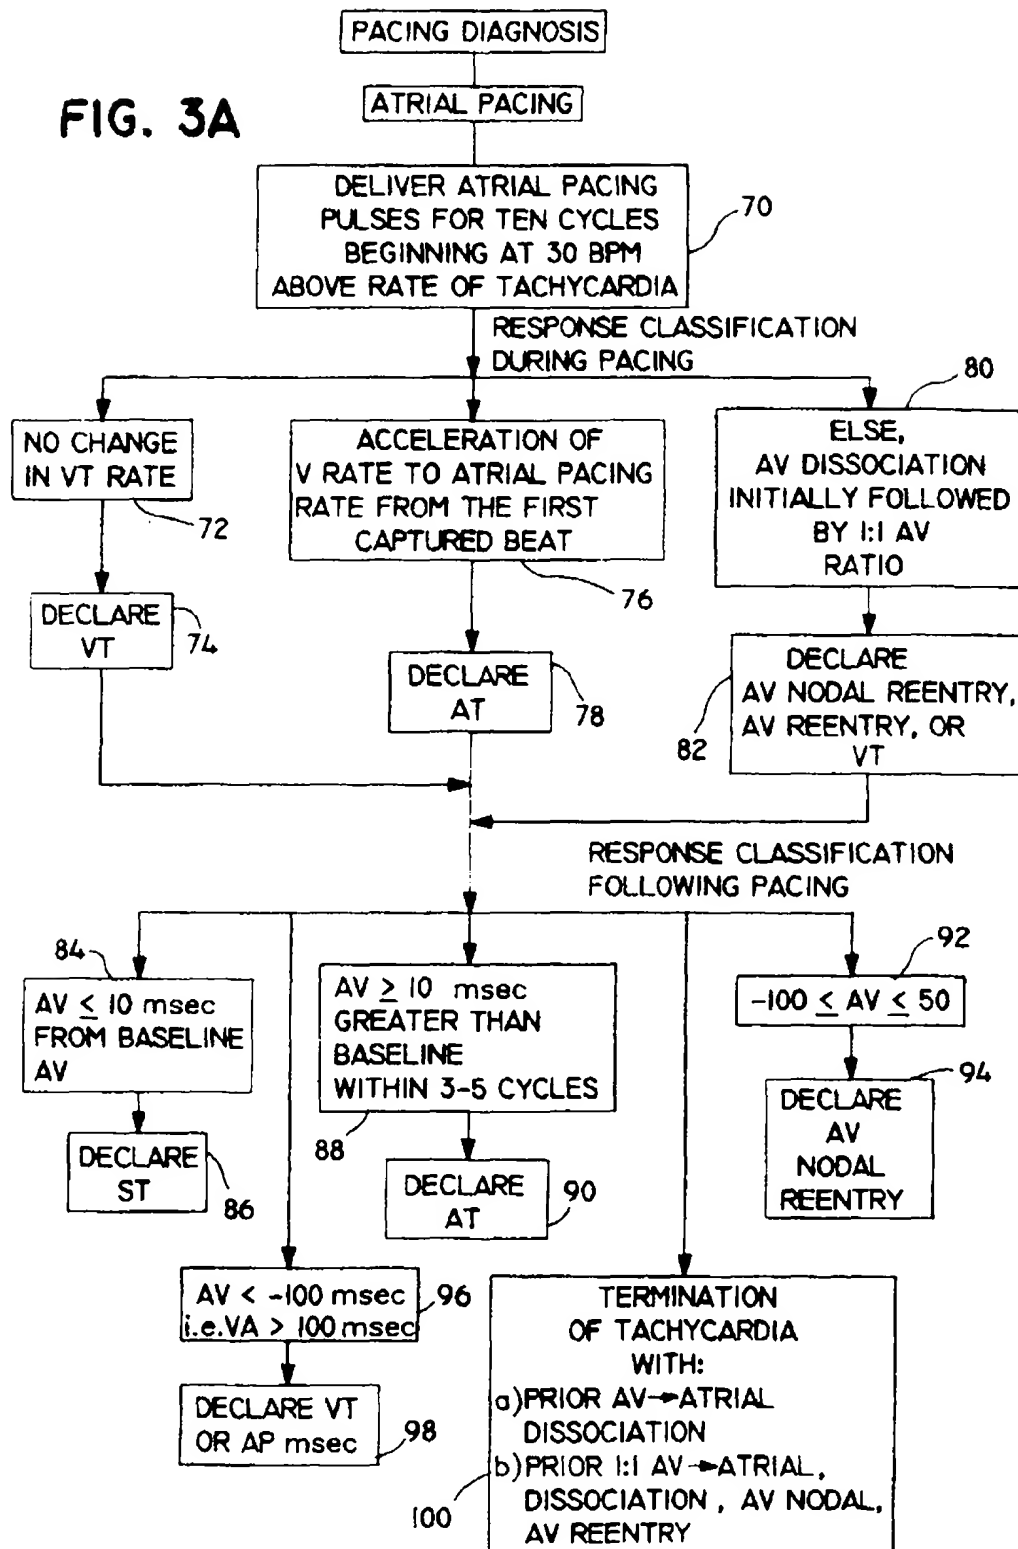 PACING DIAGNOSIS
FIG. 3A
ATRIAL PACING
DELIVER ATRIAL PACING
PULSES FOR TEN CYCLES
BEGINNING AT 30 BPM
ABOVE RATE OF TACHYCARDIA
70
RESPONSE CLASSIFICATION
DURING PACING
NO CHANGE
IN VT RATE
72
DECLARE
VT
74
ACCELERATION OF
V RATE TO ATRIAL PACING
RATE FROM THE FIRST
CAPTURED BEAT
76
DECLARE
AT
78
80
ELSE,
AV DISSOCIATION
INITIALLY FOLLOWED
BY 1:1 AV
RATIO
DECLARE
AV NODAL REENTRY,
AV REENTRY, OR
VT
82
RESPONSE CLASSIFICATION
FOLLOWING PACING
84
AV ≤ 10 msec
FROM BASELINE
AV
DECLARE
ST
86
AV ≥ 10 msec
GREATER THAN
BASELINE
WITHIN 3-5 CYCLES
88
DECLARE
AT
90
92
-100 ≤ AV ≤ 50
94
DECLARE
AV
NODAL
REENTRY
AV < -100 msec
i.e.VA > 100 msec
96
DECLARE VT
OR AP msec
98
TERMINATION
OF TACHYCARDIA
WITH:
a)PRIOR AV→ATRIAL
DISSOCIATION
b)PRIOR 1:1 AV→ATRIAL,
DISSOCIATION, AV NODAL,
AV REENTRY
100